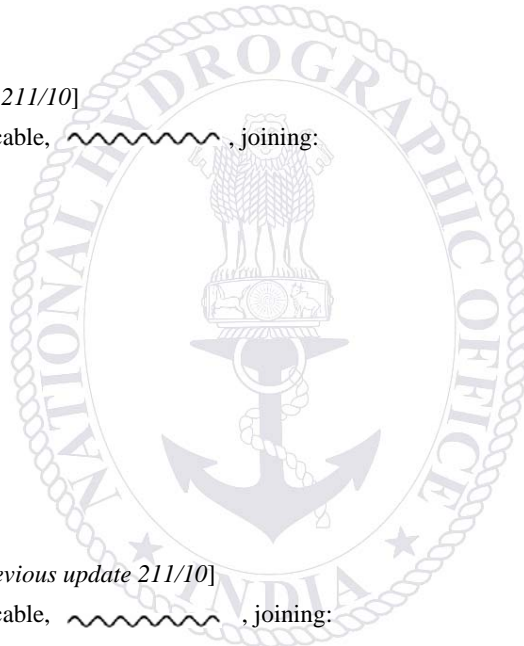 211/10]
cable, , joining:
NATIONAL HYDROGRAPHIC OFFICE
INDIA
evious update 211/10]
cable, , joining: